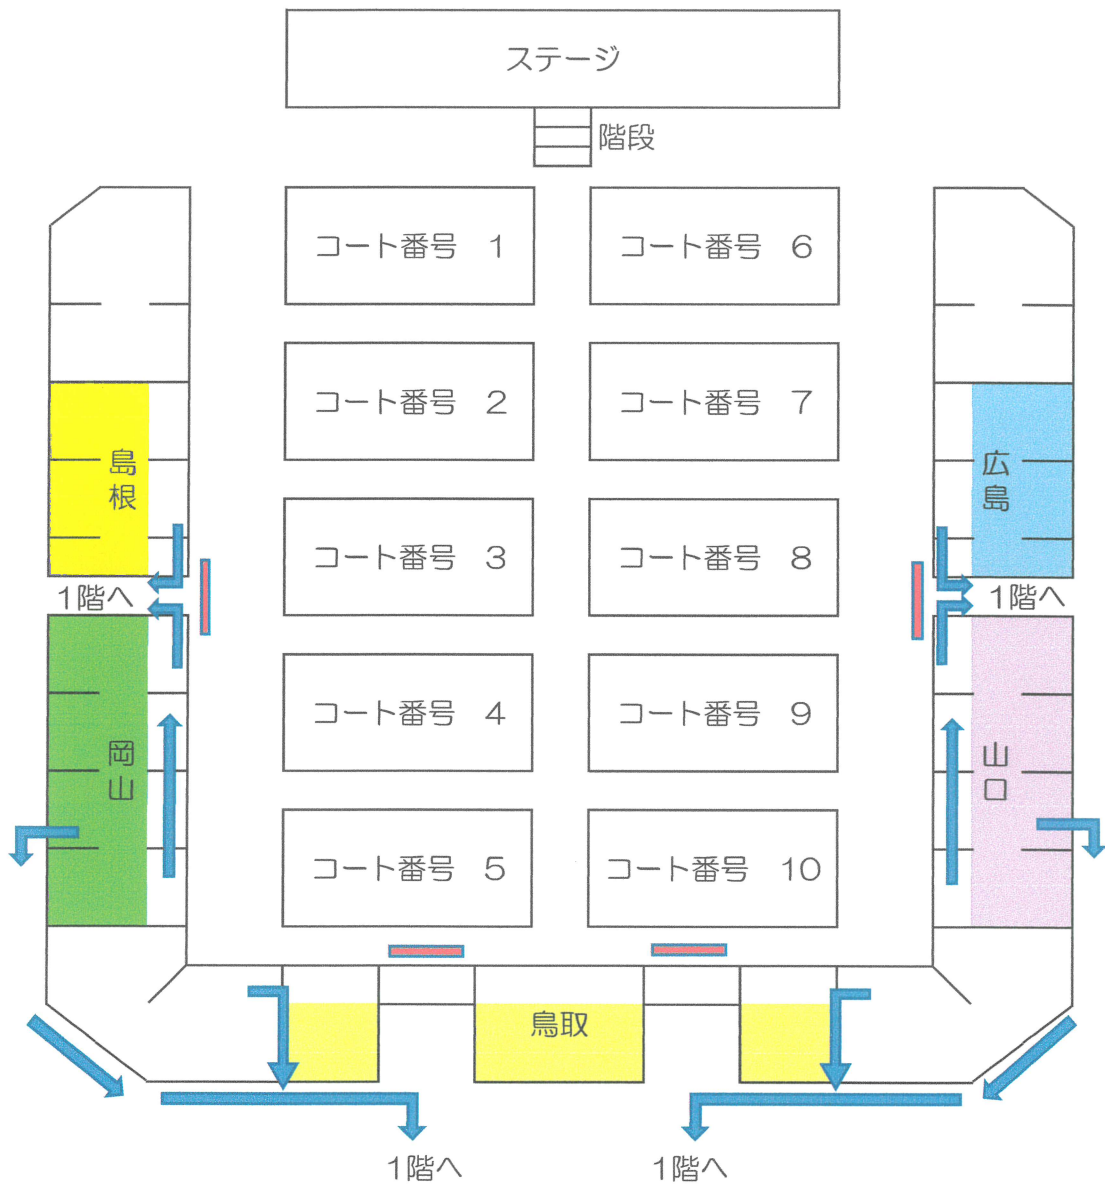 ステージ
階段
コート番号　1
コート番号　6
コート番号　2
コート番号　7
島根
広島
コート番号　3
コート番号　8
1階へ
1階へ
コート番号　4
コート番号　9
岡山
山口
コート番号　5
コート番号　10
鳥取
1階へ
1階へ